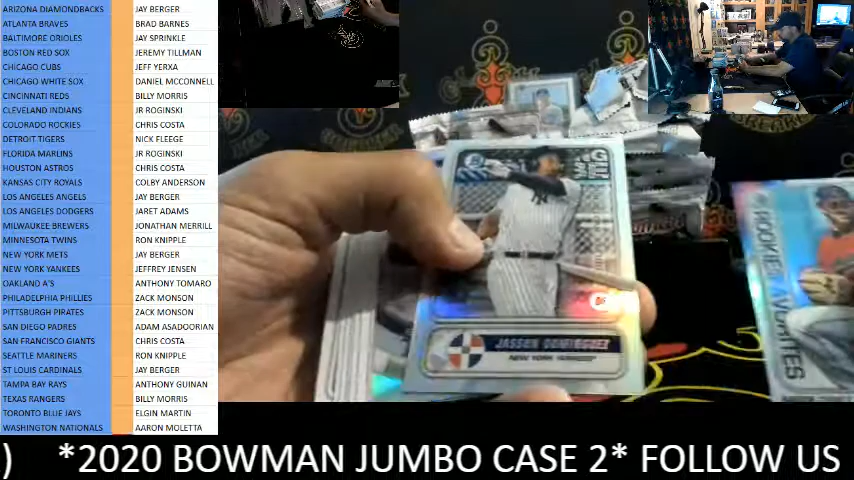 ARIZONA DIAMONDBACKS JAY BERGER
ATLANTA BRAVES BRAD BARNES
BALTIMORE ORIOLES JAY SPRINKLE
BOSTON RED SOX JEREMY TILLMAN
CHICAGO CUBS JEFF YERXA
CHICAGO WHITE SOX DANIEL MCCONNELL
CINCINNATI REDS BILLY MORRIS
CLEVELAND INDIANS JR ROGINSKI
COLORADO ROCKIES CHRIS COSTA
DETROIT TIGERS NICK FLEEGE
FLORIDA MARLINS JR ROGINSKI
HOUSTON ASTROS CHRIS COSTA
KANSAS CITY ROYALS COLBY ANDERSON
LOS ANGELES ANGELS JAY BERGER
LOS ANGELES DODGERS JARET ADAMS
MILWAUKEE BREWERS JONATHAN MERRILL
MINNESOTA TWINS RON KNIPPLE
NEW YORK METS JAY BERGER
NEW YORK YANKEES JEFFREY JENSEN
OAKLAND A'S ANTHONY TOMARO
PHILADELPHIA PHILLIES ZACK MONSON
PITTSBURGH PIRATES ZACK MONSON
SAN DIEGO PADRES ADAM ASADOORIAN
SAN FRANCISCO GIANTS CHRIS COSTA
SEATTLE MARINERS RON KNIPPLE
ST LOUIS CARDINALS JAY BERGER
TAMPA BAY RAYS ANTHONY GUINAN
TEXAS RANGERS BILLY MORRIS
TORONTO BLUE JAYS ELGIN MARTIN
WASHINGTON NATIONALS AARON MOLETTA
JASSON DOMINGUEZ
NEW YORK YANKEES
ROOKIE FAVORITES
) *2020 BOWMAN JUMBO CASE 2* FOLLOW US